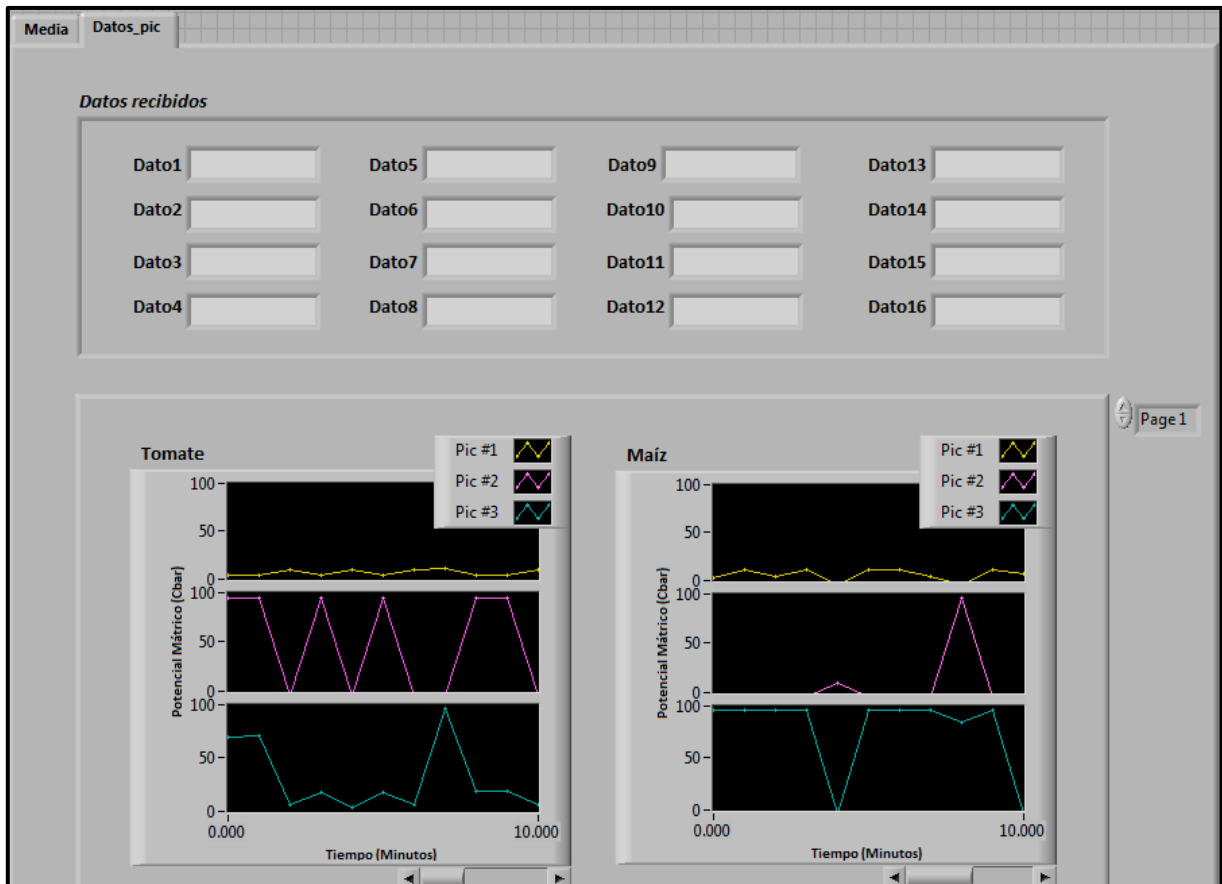 Media Datos_pic
Datos recibidos
Dato1 Dato5 Dato9 Dato13
Dato2 Dato6 Dato10 Dato14
Dato3 Dato7 Dato11 Dato15
Dato4 Dato8 Dato12 Dato16
Page 1
Tomate
Pic #1
Pic #2
Pic #3
Potencial Mátrico (Cbar)
100
50
0
100
50
0
100
50
0
0.000 10.000
Tiempo (Minutos)
Maíz
Pic #1
Pic #2
Pic #3
Potencial Mátrico (Cbar)
100
50
0
100
50
0
100
50
0
0.000 10.000
Tiempo (Minutos)